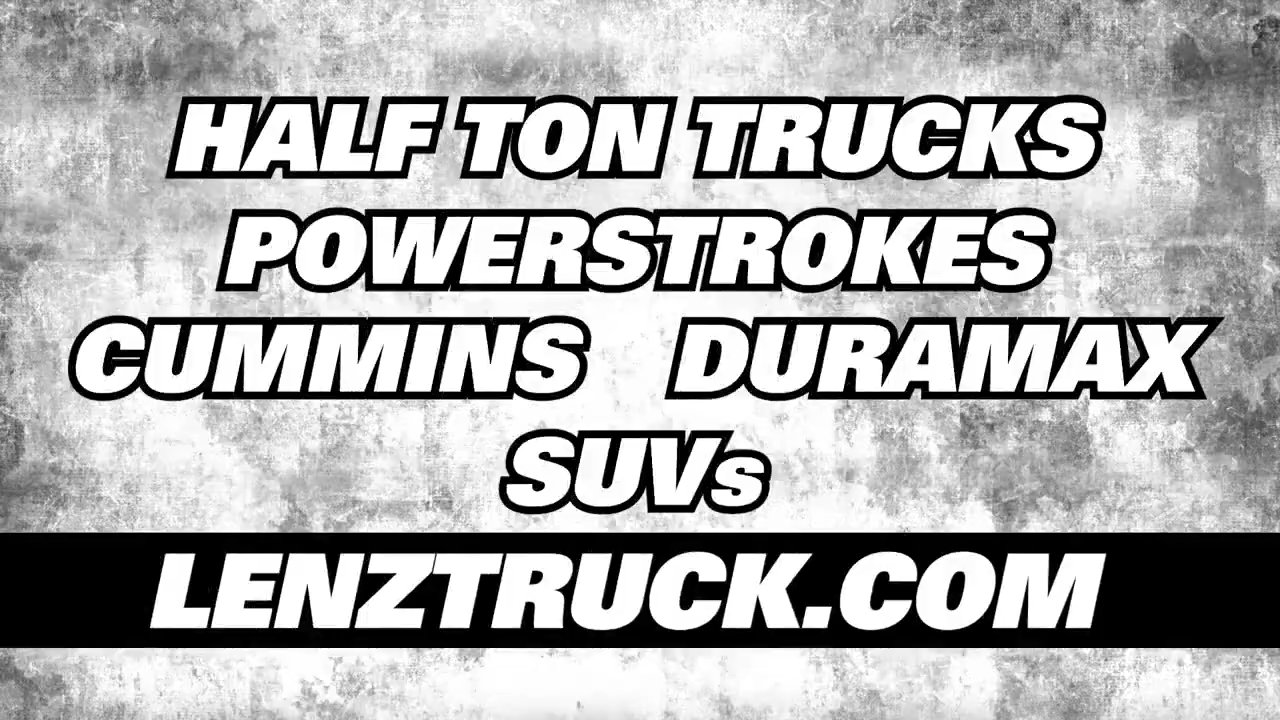 HALF TON TRUCKS
POWERSTROKES
CUMMINS DURAMAX
SUVs
LENZTRUCK.COM